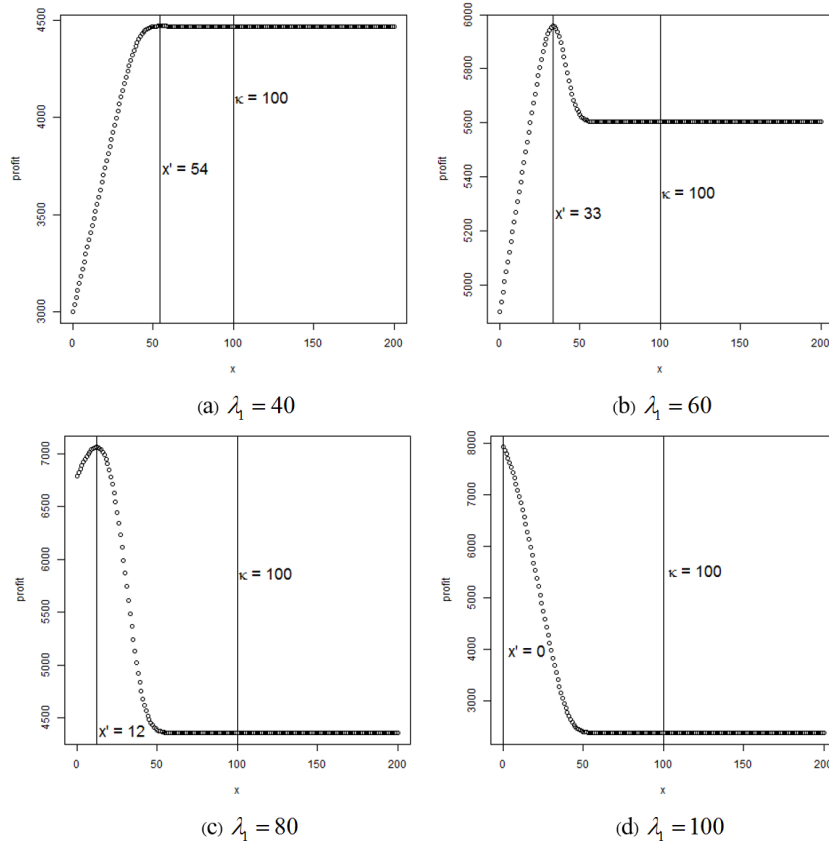 4500
4000
3500
3000
profit
x' = 54
κ = 100
0 50 100 150 200
x
(a) λ₁ = 40
6000
5800
5600
5400
5200
5000
profit
κ = 100
x' = 33
0 50 100 150 200
x
(b) λ₁ = 60
7000
6500
6000
5500
5000
4500
profit
κ = 100
x' = 12
0 50 100 150 200
x
(c) λ₁ = 80
8000
7000
6000
5000
4000
3000
profit
κ = 100
x' = 0
0 50 100 150 200
x
(d) λ₁ = 100